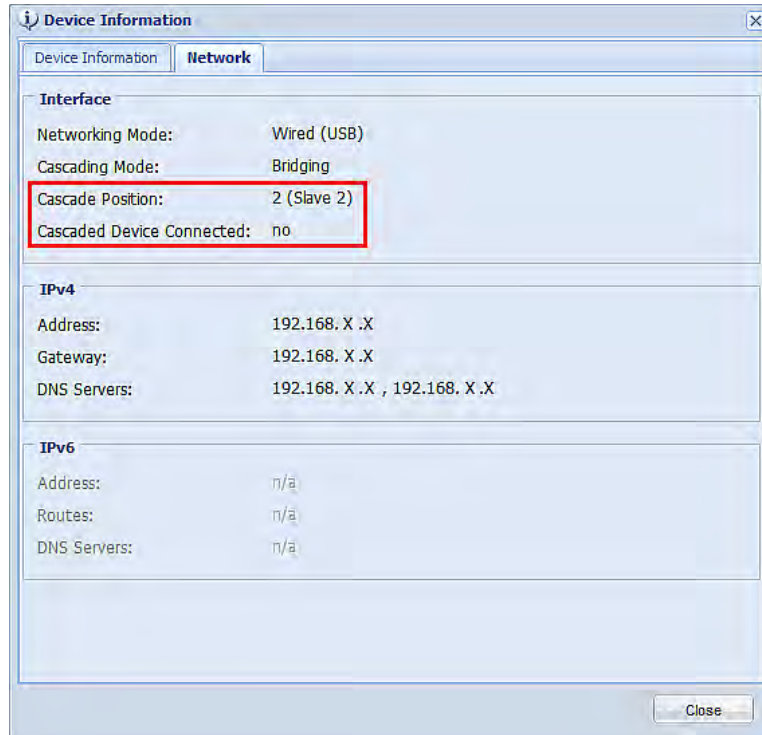 Device Information
Device Information Network
Interface
Networking Mode: Wired (USB)
Cascading Mode: Bridging
Cascade Position: 2 (Slave 2)
Cascaded Device Connected: no
IPv4
Address: 192.168. X .X
Gateway: 192.168. X .X
DNS Servers: 192.168. X .X , 192.168. X .X
IPv6
Address: n/a
Routes: n/a
DNS Servers: n/a
Close